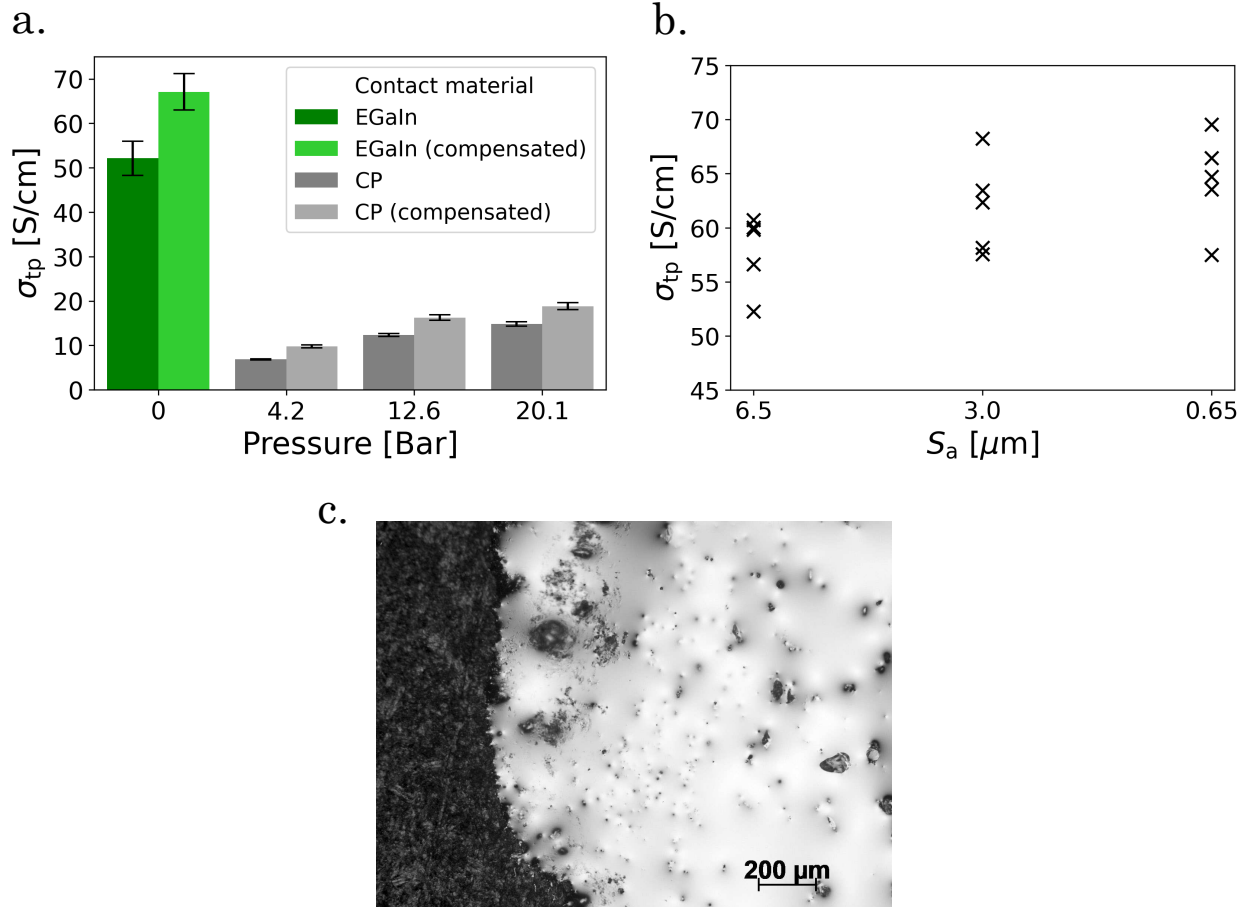 a.
σtp [S/cm]
70
60
50
40
30
20
10
0
Contact material
EGaIn
EGaIn (compensated)
CP
CP (compensated)
0 4.2 12.6 20.1
Pressure [Bar]
b.
σtp [S/cm]
75
70
65
60
55
50
45
6.5 3.0 0.65
Sa [μm]
c.
200 μm